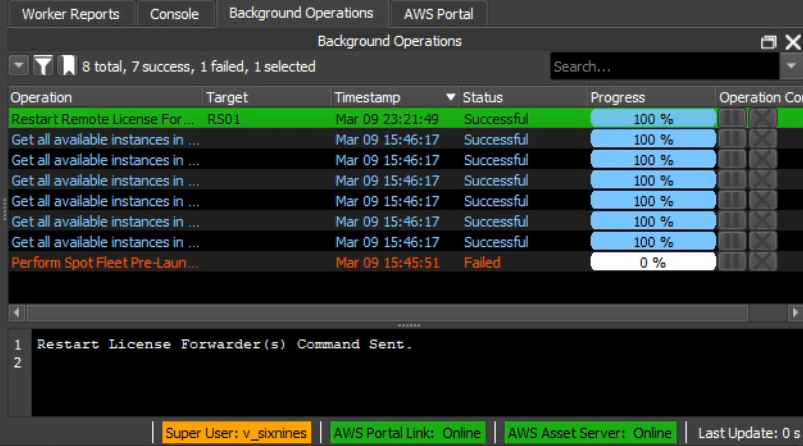 Worker Reports Console Background Operations AWS Portal
Background Operations
8 total, 7 success, 1 failed, 1 selected Search...
Operation Target Timestamp Status Progress Operation Co
Restart Remote License For... RS01 Mar 09 23:21:49 Successful 100 %
Get all available instances in ... Mar 09 15:46:17 Successful 100 %
Get all available instances in ... Mar 09 15:46:17 Successful 100 %
Get all available instances in ... Mar 09 15:46:17 Successful 100 %
Get all available instances in ... Mar 09 15:46:17 Successful 100 %
Get all available instances in ... Mar 09 15:46:17 Successful 100 %
Get all available instances in ... Mar 09 15:46:17 Successful 100 %
Perform Spot Fleet Pre-Laun... Mar 09 15:45:51 Failed 0 %
1 Restart License Forwarder(s) Command Sent.
2
Super User: v_sixnines AWS Portal Link: Online AWS Asset Server: Online Last Update: 0 s